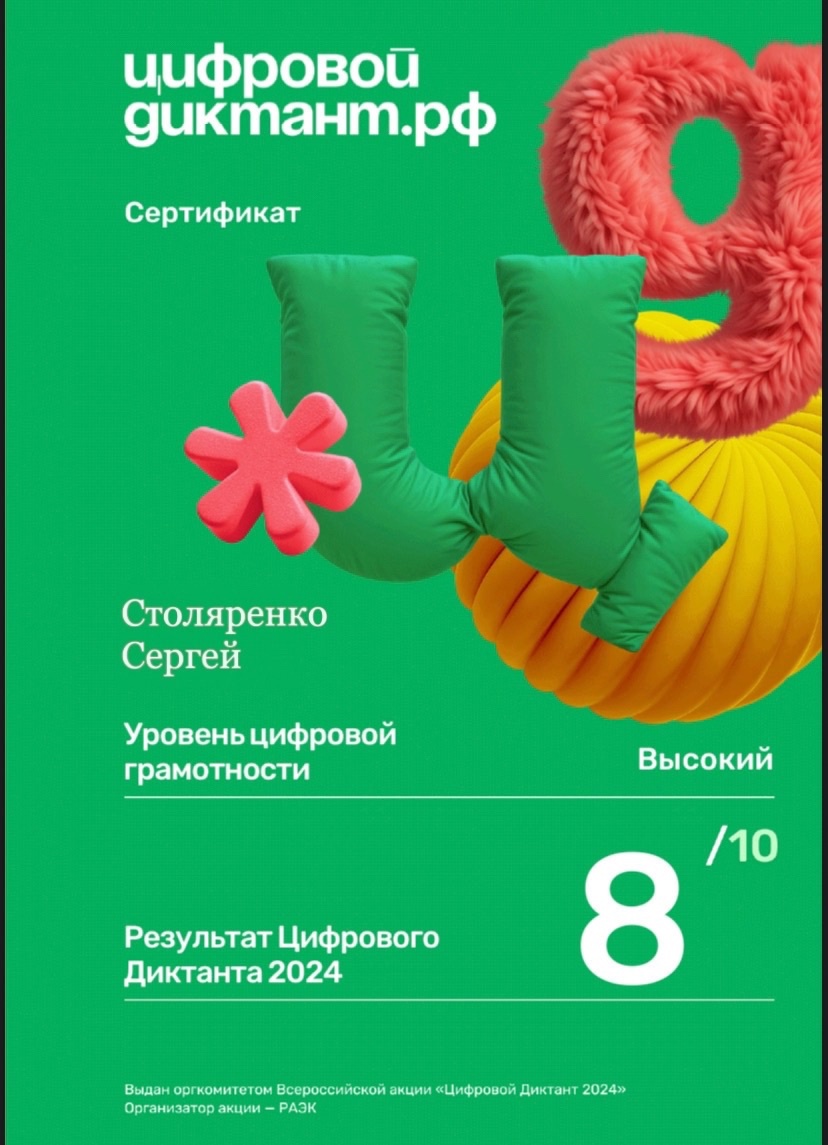 цифровой
диктант.рф
Сертификат
Столяренко
Сергей
Уровень цифровой
грамотности
Высокий
8/10
Результат Цифрового
Диктанта 2024
Выдан оргкомитетом Всероссийской акции «Цифровой Диктант 2024»
Организатор акции — РАЭК